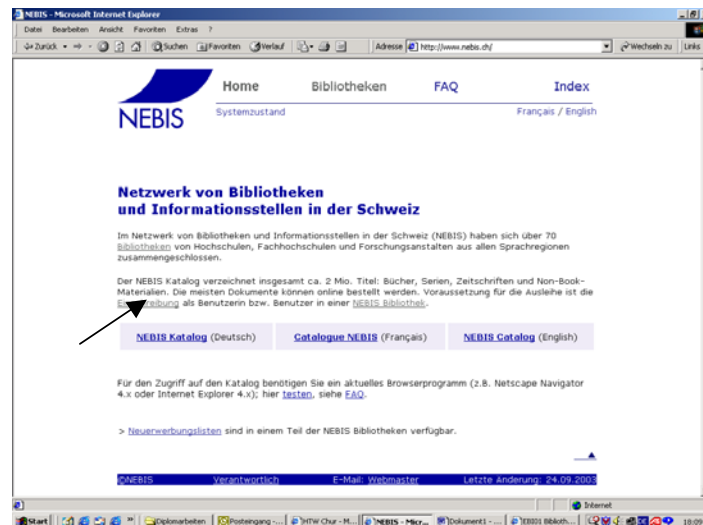 NEBIS - Microsoft Internet Explorer
Datei Bearbeiten Ansicht Favoriten Extras ?
Zurück Suchen Favoriten Verlauf Adresse http://www.nebis.ch/ Wechseln zu Links
Home Bibliotheken FAQ Index
NEBIS Systemzustand Français / English
Netzwerk von Bibliotheken
und Informationsstellen in der Schweiz
Im Netzwerk von Bibliotheken und Informationsstellen in der Schweiz (NEBIS) haben sich über 70
Bibliotheken von Hochschulen, Fachhochschulen und Forschungsanstalten aus allen Sprachregionen
zusammengeschlossen.
Der NEBIS Katalog verzeichnet insgesamt ca. 2 Mio. Titel: Bücher, Serien, Zeitschriften und Non-Book-
Materialien. Die meisten Dokumente können online bestellt werden. Voraussetzung für die Ausleihe ist die
Einschreibung als Benutzerin bzw. Benutzer in einer NEBIS Bibliothek.
NEBIS Katalog (Deutsch) Catalogue NEBIS (Français) NEBIS Catalog (English)
Für den Zugriff auf den Katalog benötigen Sie ein aktuelles Browserprogramm (z.B. Netscape Navigator
4.x oder Internet Explorer 4.x); hier testen, siehe FAQ.
> Neuerwerbungslisten sind in einem Teil der NEBIS Bibliotheken verfügbar.
©NEBIS Verantwortlich E-Mail: Webmaster Letzte Änderung: 24.09.2003
Internet
Start Diplomarbeiten Posteingang -... HTW Chur - M... NEBIS - Micr... Dokument1 - ... 18:09